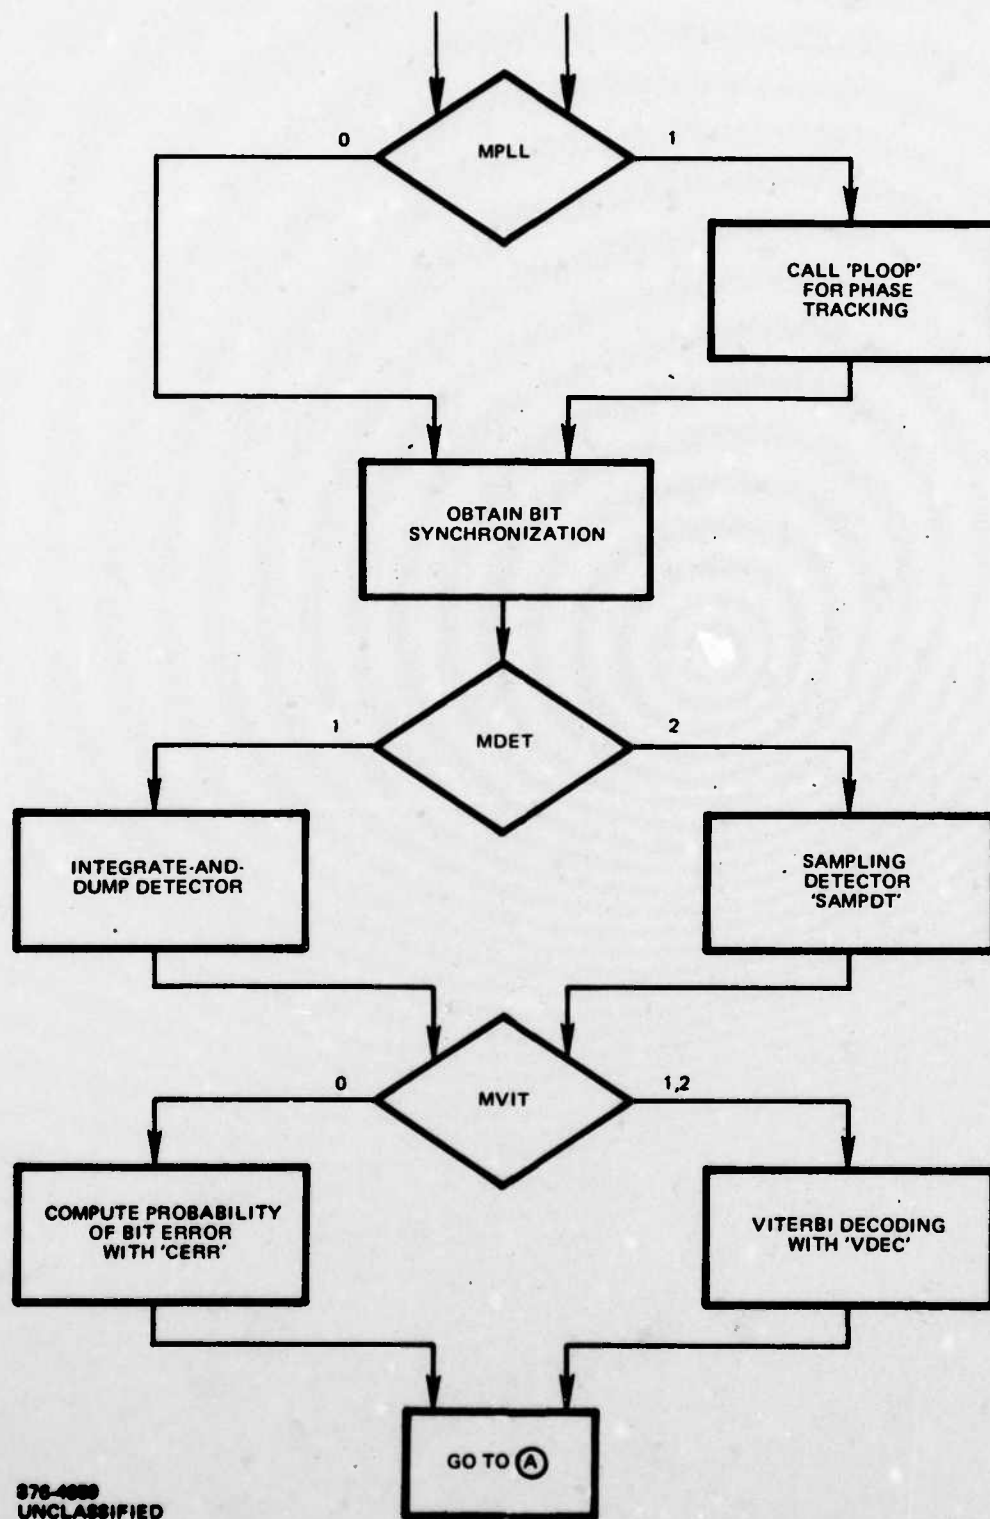 MPLL
0
1
CALL 'PLOOP'
FOR PHASE
TRACKING
OBTAIN BIT
SYNCHRONIZATION
MDET
1
2
INTEGRATE-AND-
DUMP DETECTOR
SAMPLING
DETECTOR
'SAMPDT'
MVIT
0
1,2
COMPUTE PROBABILITY
OF BIT ERROR
WITH 'CERR'
VITERBI DECODING
WITH 'VDEC'
GO TO A
UNCLASSIFIED